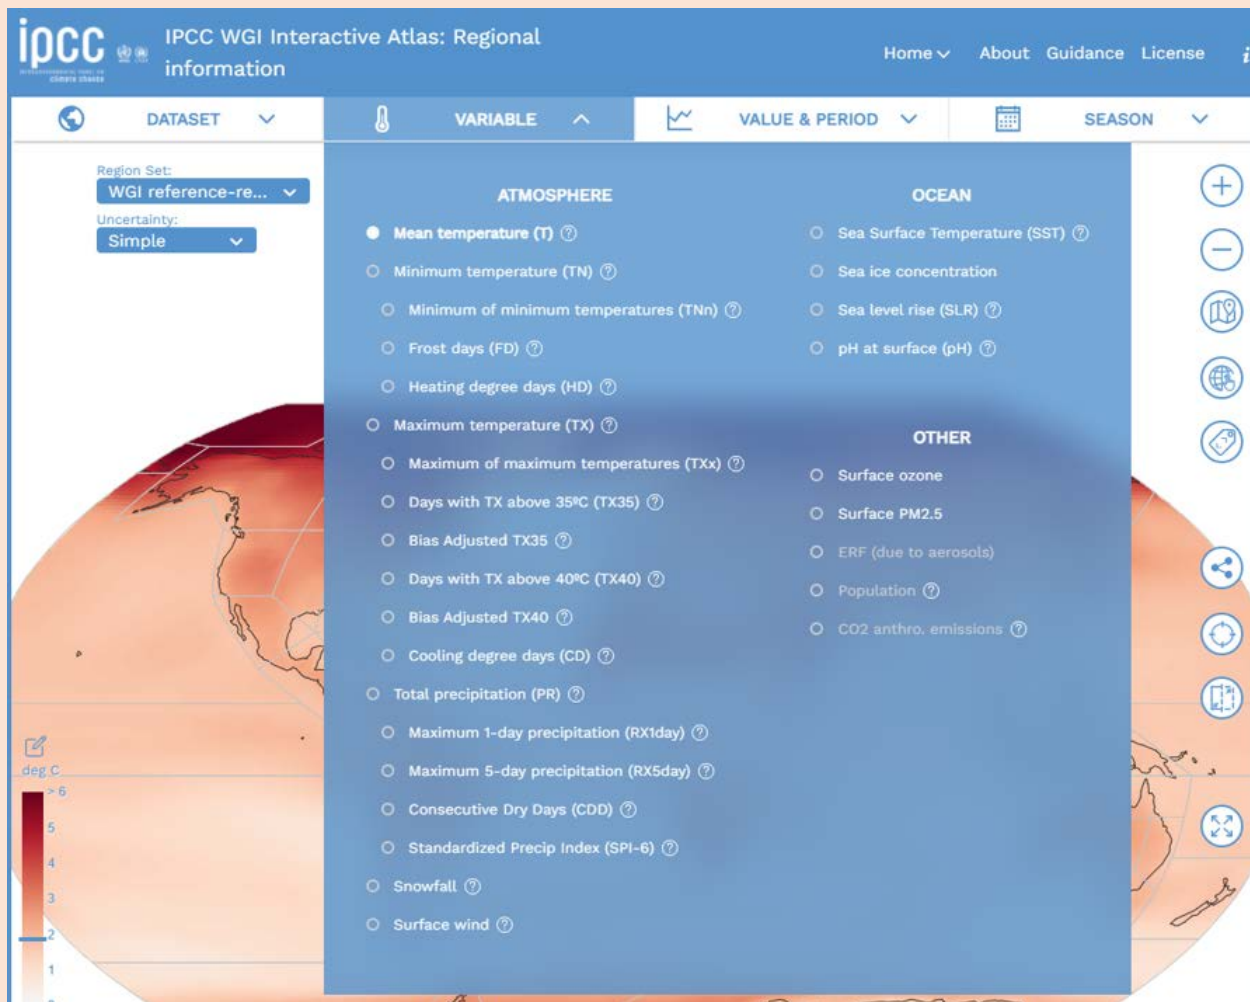 ipcc
INTERGOVERNMENTAL PANEL ON
climate change
IPCC WGI Interactive Atlas: Regional
information
Home
About
Guidance
License
DATASET
VARIABLE
VALUE & PERIOD
SEASON
Region Set:
WGI reference-re...
Uncertainty:
Simple
ATMOSPHERE
Mean temperature (T)
Minimum temperature (TN)
Minimum of minimum temperatures (TNn)
Frost days (FD)
Heating degree days (HD)
Maximum temperature (TX)
Maximum of maximum temperatures (TXx)
Days with TX above 35ºC (TX35)
Bias Adjusted TX35
Days with TX above 40ºC (TX40)
Bias Adjusted TX40
Cooling degree days (CD)
Total precipitation (PR)
Maximum 1-day precipitation (RX1day)
Maximum 5-day precipitation (RX5day)
Consecutive Dry Days (CDD)
Standardized Precip Index (SPI-6)
Snowfall
Surface wind
OCEAN
Sea Surface Temperature (SST)
Sea ice concentration
Sea level rise (SLR)
pH at surface (pH)
OTHER
Surface ozone
Surface PM2.5
ERF (due to aerosols)
Population
CO2 anthro. emissions
deg C
> 6
5
4
3
2
1